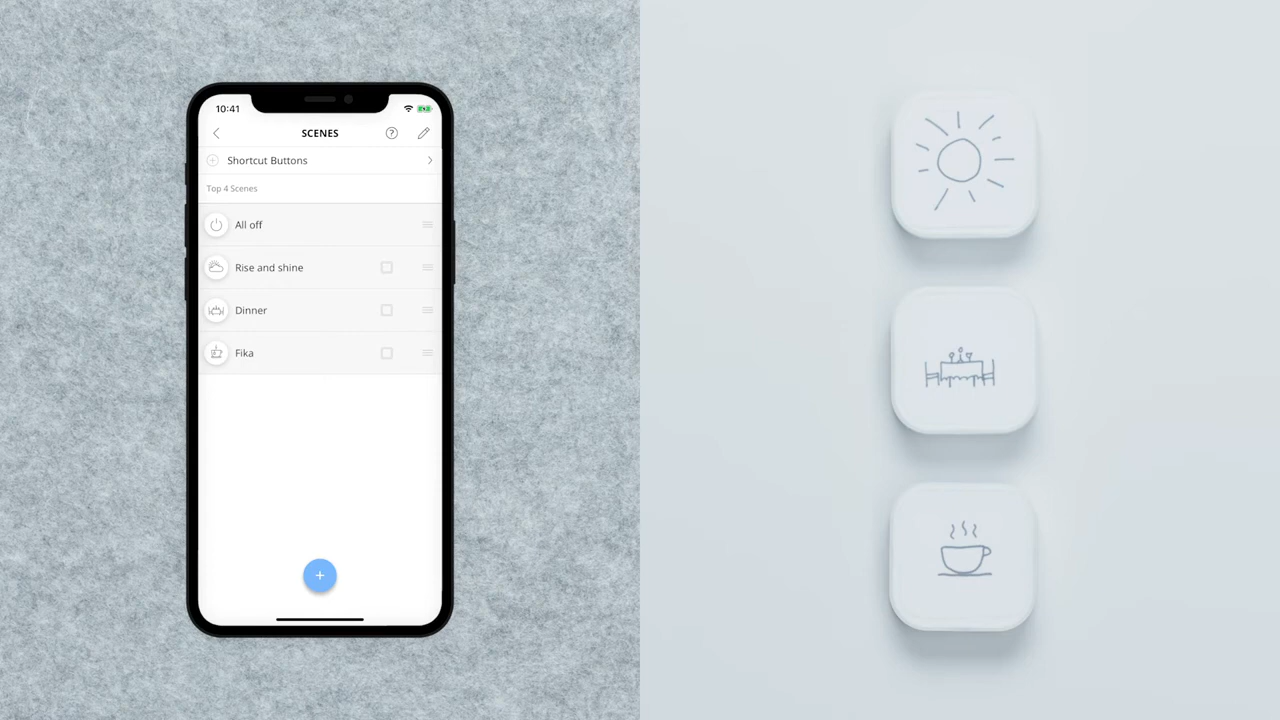 10:41
SCENES
Shortcut Buttons
Top 4 Scenes
All off
Rise and shine
Dinner
Fika